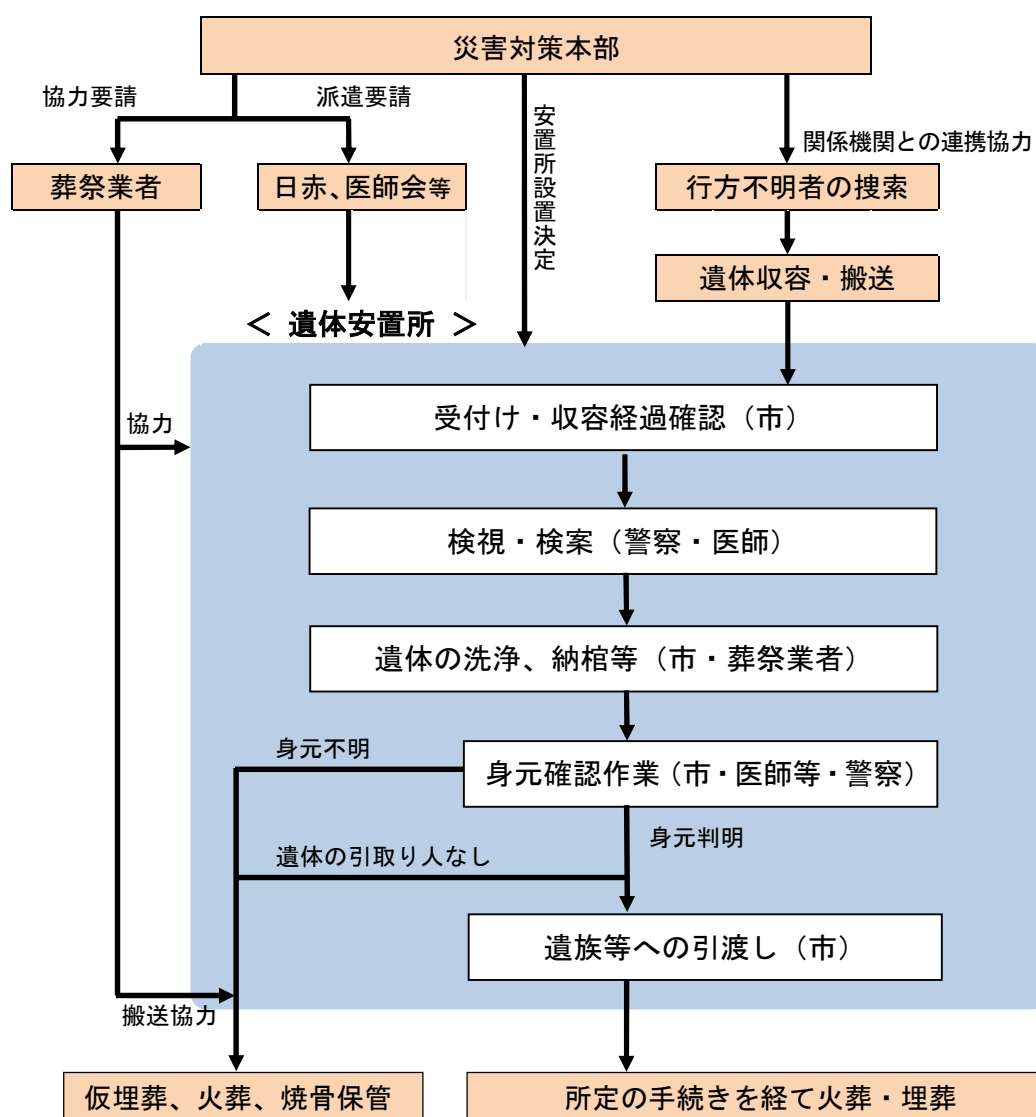 災害対策本部
協力要請
派遣要請
安置所設置決定
関係機関との連携協力
葬祭業者
日赤、医師会等
行方不明者の捜索
遺体収容・搬送
＜ 遺体安置所 ＞
受付け・収容経過確認（市）
協力
検視・検案（警察・医師）
遺体の洗浄、納棺等（市・葬祭業者）
身元不明
身元確認作業（市・医師等・警察）
身元判明
遺体の引取り人なし
遺族等への引渡し（市）
搬送協力
仮埋葬、火葬、焼骨保管
所定の手続きを経て火葬・埋葬